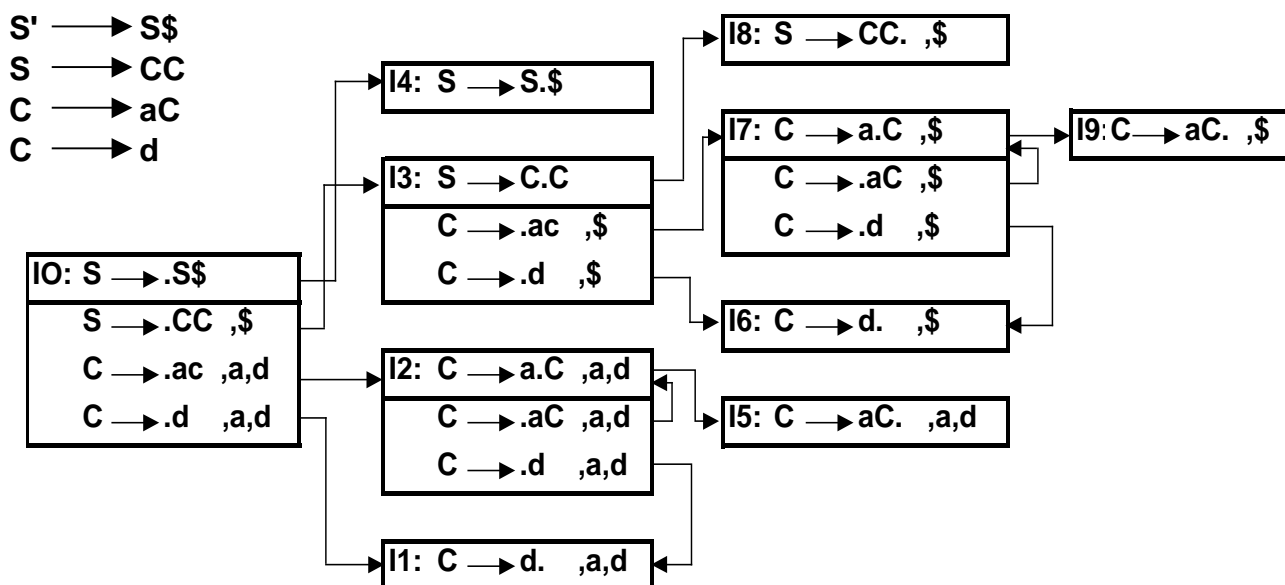 S' → S$
S → CC
C → aC
C → d
I0: S → .S$
S → .CC ,$
C → .ac ,a,d
C → .d ,a,d
I4: S → S.$
I3: S → C.C
C → .ac ,$
C → .d ,$
I2: C → a.C ,a,d
C → .aC ,a,d
C → .d ,a,d
I1: C → d. ,a,d
I8: S → CC. ,$
I7: C → a.C ,$
C → .aC ,$
C → .d ,$
I6: C → d. ,$
I5: C → aC. ,a,d
I9: C → aC. ,$